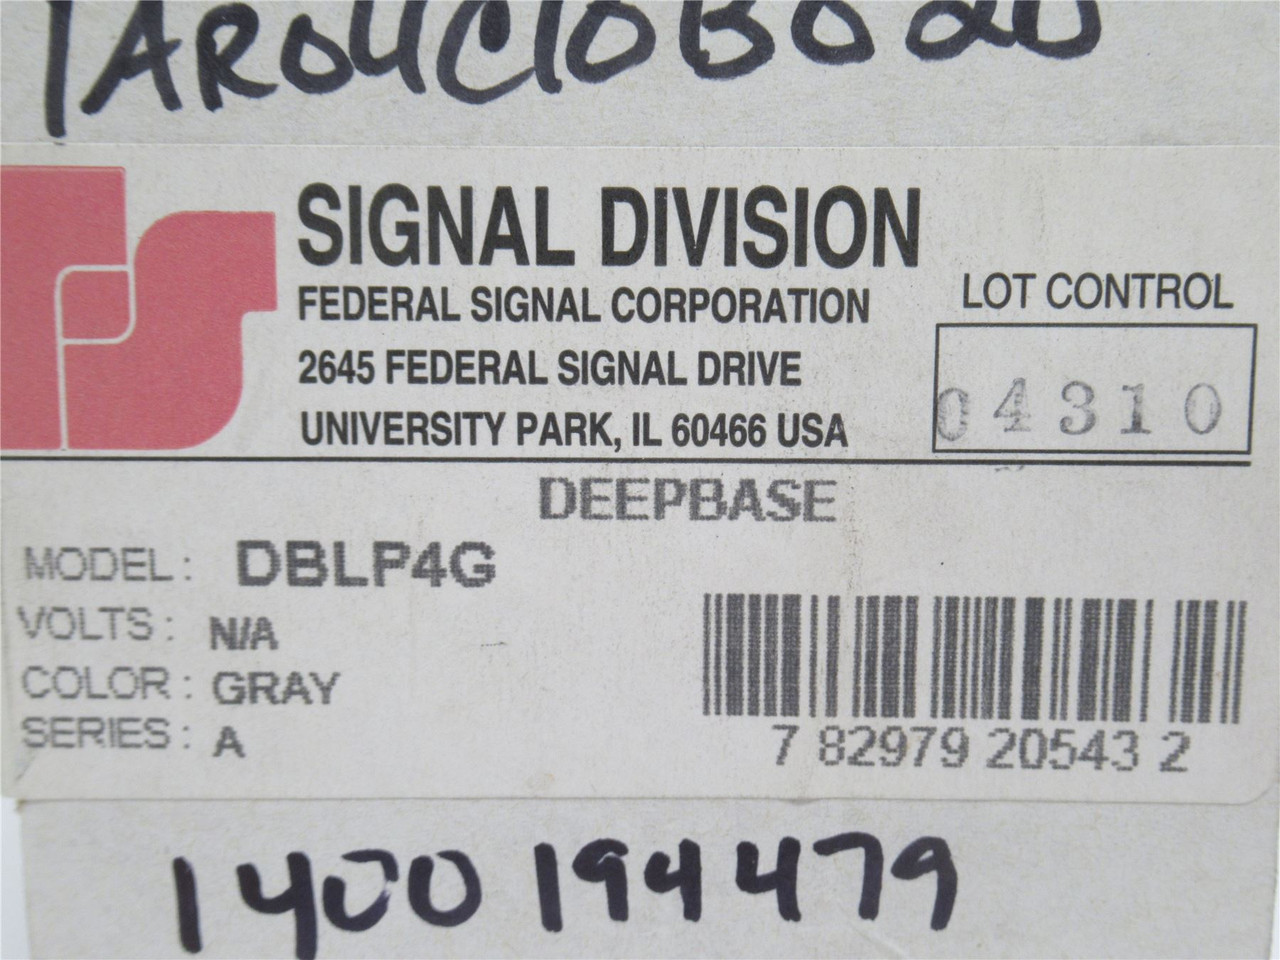 1AR04C10B020
SIGNAL DIVISION
FEDERAL SIGNAL CORPORATION
2645 FEDERAL SIGNAL DRIVE
UNIVERSITY PARK, IL 60466 USA
LOT CONTROL
04310
DEEPBASE
MODEL: DBLP4G
VOLTS: N/A
COLOR: GRAY
SERIES: A
7 82979 20543 2
1400194479